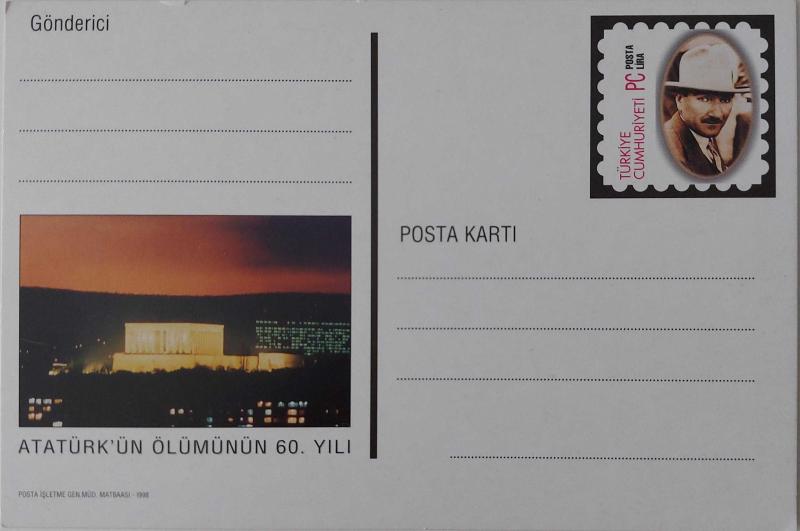 Gönderici
TÜRKİYE
CUMHURİYETİ
PC
POSTA
LİRA
POSTA KARTI
ATATÜRK'ÜN ÖLÜMÜNÜN 60. YILI
POSTA İŞLETME GEN.MÜD. MATBAASI - 1998